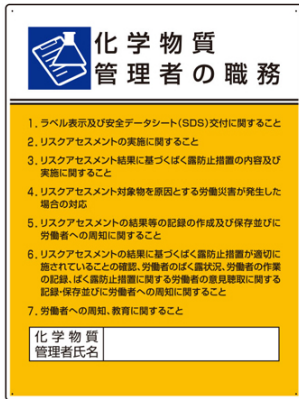 化学物質
管理者の職務
1. ラベル表示及び安全データシート(SDS)交付に関すること
2. リスクアセスメントの実施に関すること
3. リスクアセスメント結果に基づくばく露防止措置の内容及び
実施に関すること
4. リスクアセスメント対象物を原因とする労働災害が発生した
場合の対応
5. リスクアセスメントの結果等の記録の作成及び保存並びに
労働者への周知に関すること
6. リスクアセスメントの結果に基づくばく露防止措置が適切に
施されていることの確認、労働者のばく露状況、労働者の作業
の記録、ばく露防止措置に関する労働者の意見聴取に関する
記録・保存並びに労働者への周知に関すること
7. 労働者への周知、教育に関すること
化学物質
管理者氏名